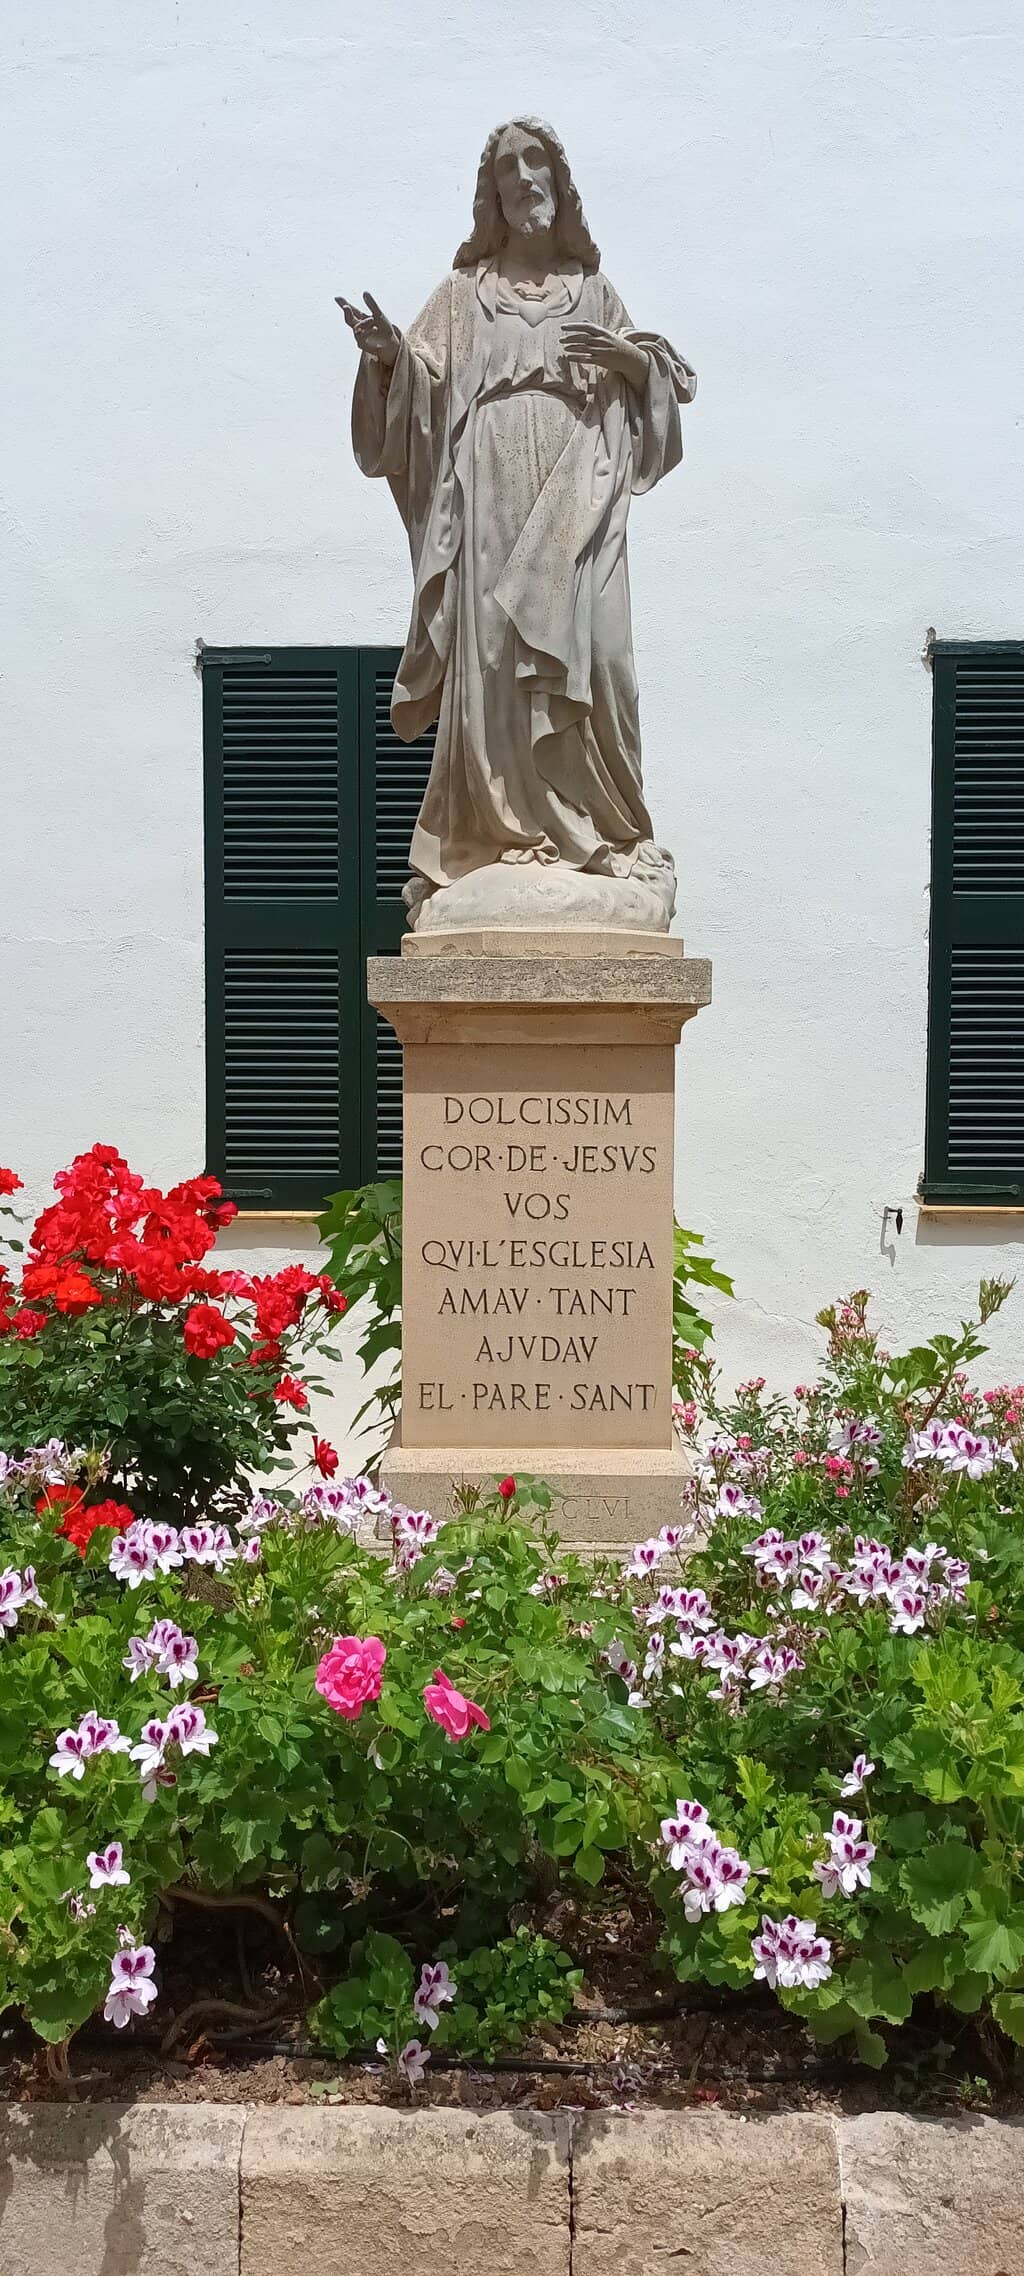 DOLCISSIM
COR·DE·JESVS
VOS
QVI·L'ESGLESIA
AMAV·TANT
AJVDAV
EL·PARE·SANT